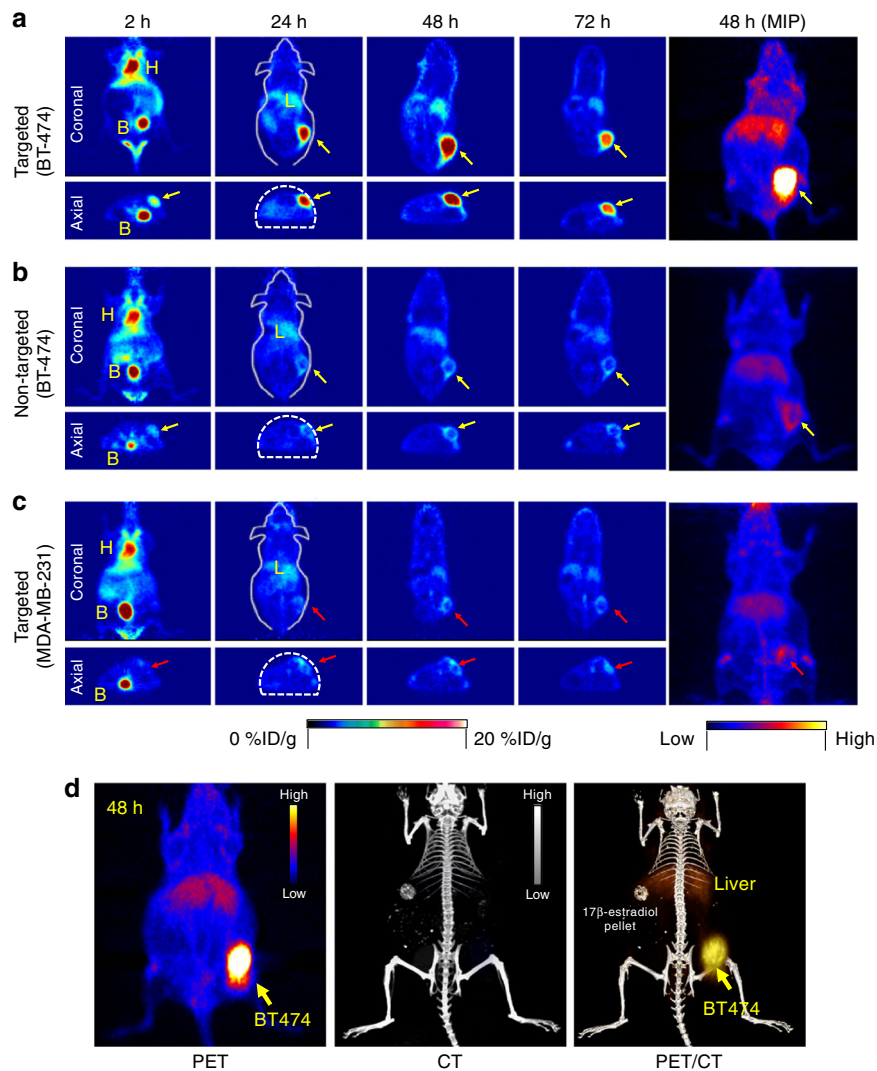 a
2 h
24 h
48 h
72 h
48 h (MIP)
Targeted
(BT-474)
Coronal
H
B
L
Axial
B
b
Non-targeted
(BT-474)
Coronal
H
B
L
Axial
B
c
Targeted
(MDA-MB-231)
Coronal
H
B
L
Axial
B
0 %ID/g
20 %ID/g
Low
High
d
48 h
High
Low
BT474
High
Low
Liver
17β-estradiol
pellet
BT474
PET
CT
PET/CT